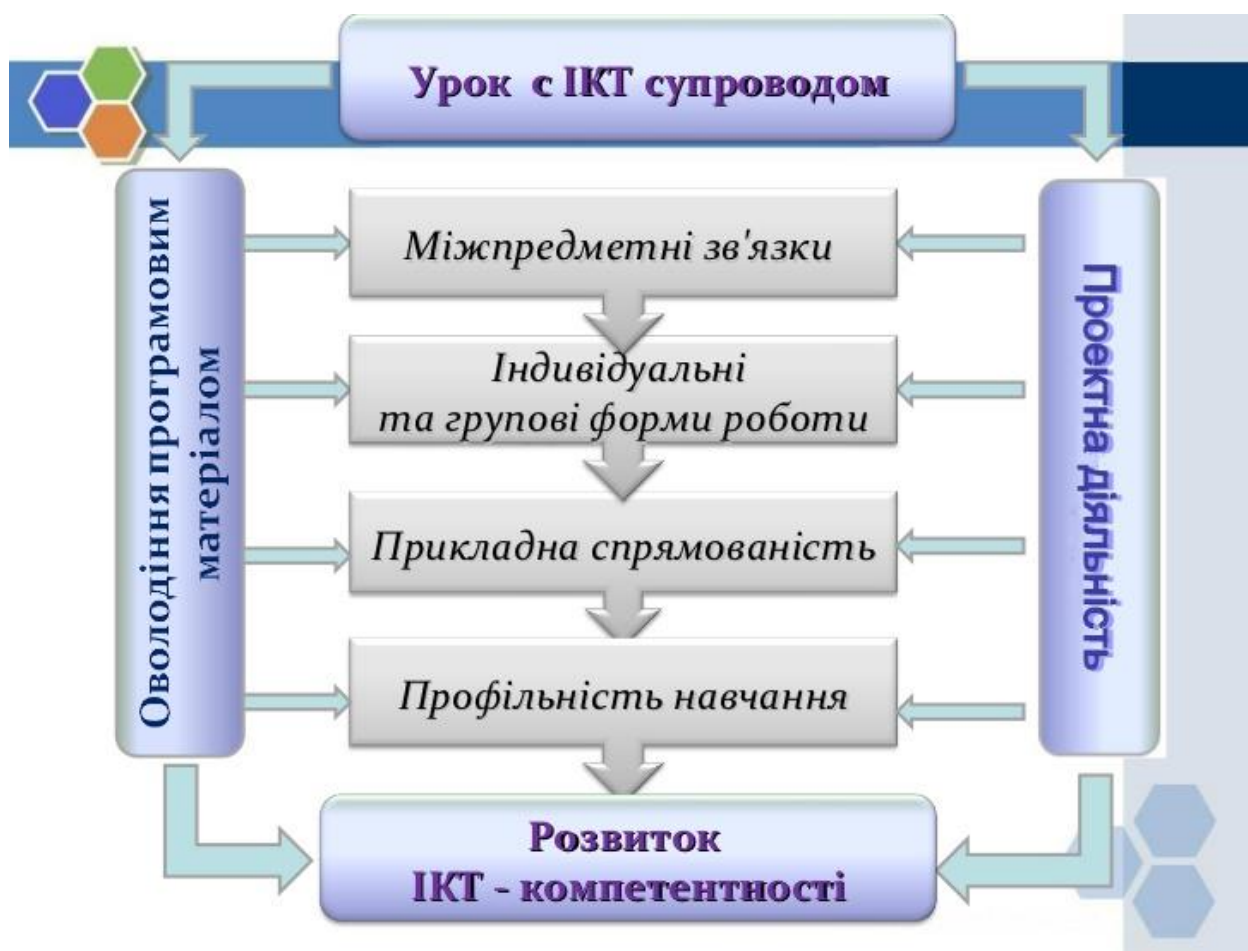 Урок с ІКТ супроводом
Оволодіння програмовим
матеріалом
Міжпредметні зв'язки
Індивідуальні
та групові форми роботи
Прикладна спрямованість
Профільність навчання
Проектна діяльність
Розвиток
ІКТ - компетентності